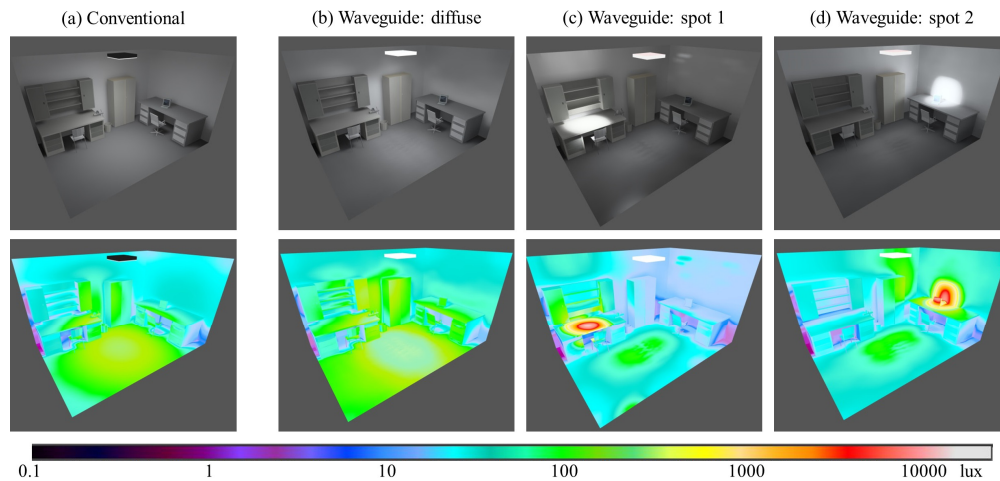 (a) Conventional
(b) Waveguide: diffuse
(c) Waveguide: spot 1
(d) Waveguide: spot 2
0.1 1 10 100 1000 10000 lux